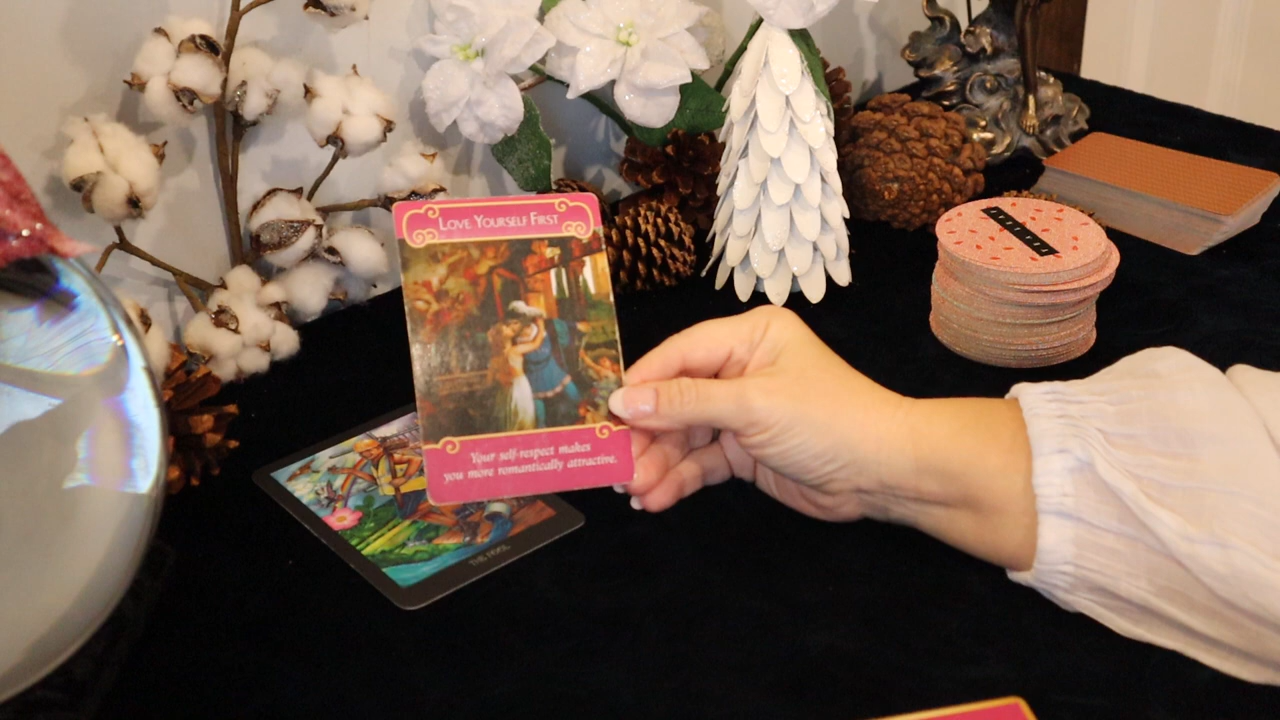 LOVE YOURSELF FIRST
Your self-respect makes
you more romantically attractive.
THE FOOL